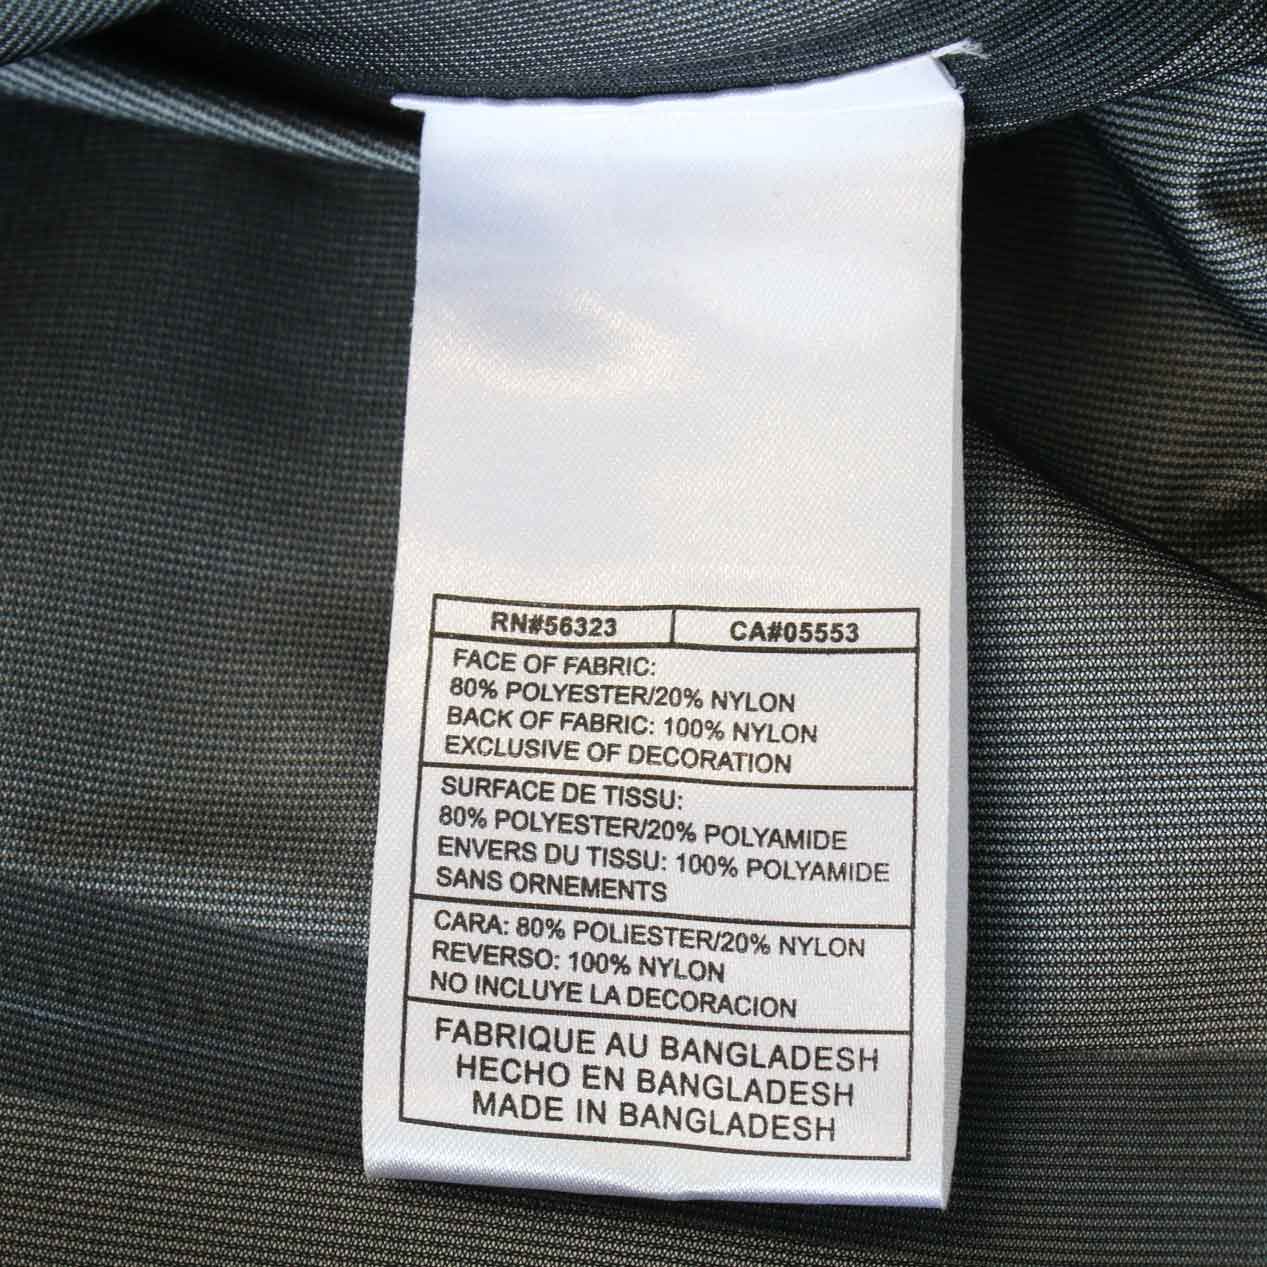 RN#56323 CA#05553
FACE OF FABRIC:
80% POLYESTER/20% NYLON
BACK OF FABRIC: 100% NYLON
EXCLUSIVE OF DECORATION
SURFACE DE TISSU:
80% POLYESTER/20% POLYAMIDE
ENVERS DU TISSU: 100% POLYAMIDE
SANS ORNEMENTS
CARA: 80% POLIESTER/20% NYLON
REVERSO: 100% NYLON
NO INCLUYE LA DECORACION
FABRIQUE AU BANGLADESH
HECHO EN BANGLADESH
MADE IN BANGLADESH